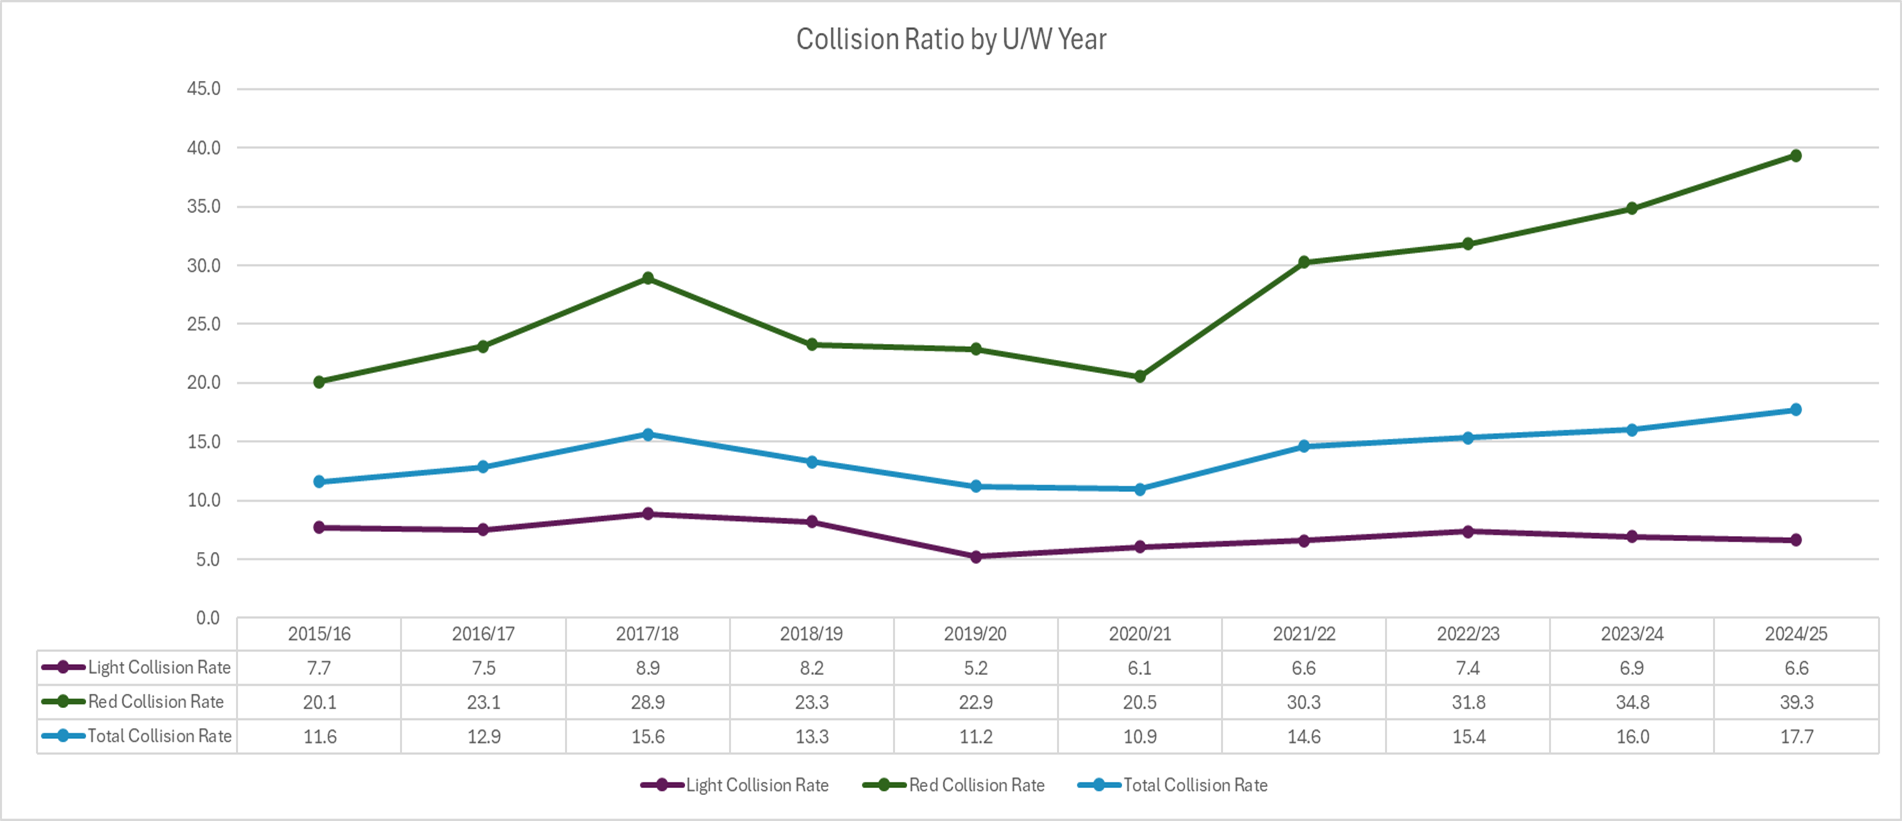 Collision Ratio by U/W Year
45.0
40.0
35.0
30.0
25.0
20.0
15.0
10.0
5.0
0.0
2015/16 2016/17 2017/18 2018/19 2019/20 2020/21 2021/22 2022/23 2023/24 2024/25
Light Collision Rate 7.7 7.5 8.9 8.2 5.2 6.1 6.6 7.4 6.9 6.6
Red Collision Rate 20.1 23.1 28.9 23.3 22.9 20.5 30.3 31.8 34.8 39.3
Total Collision Rate 11.6 12.9 15.6 13.3 11.2 10.9 14.6 15.4 16.0 17.7
Light Collision Rate Red Collision Rate Total Collision Rate